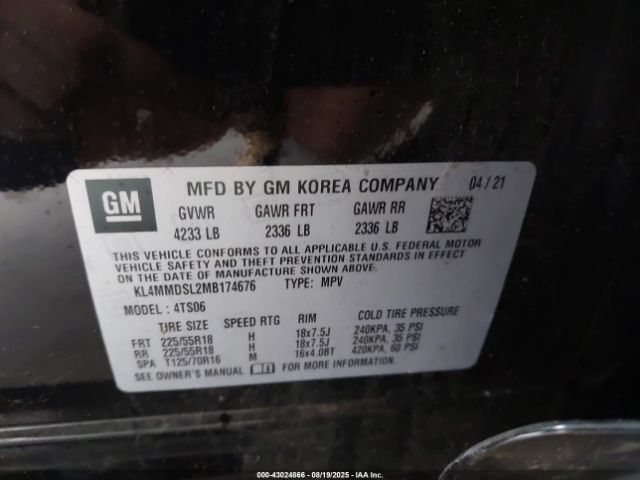 GM
MFD BY GM KOREA COMPANY 04 / 21
GVWR GAWR FRT GAWR RR
4233 LB 2336 LB 2336 LB
THIS VEHICLE CONFORMS TO ALL APPLICABLE U.S. FEDERAL MOTOR
VEHICLE SAFETY AND THEFT PREVENTION STANDARDS IN EFFECT
ON THE DATE OF MANUFACTURE SHOWN ABOVE.
KL4MMDSL2MB174676 TYPE: MPV
MODEL : 4TS06
TIRE SIZE SPEED RTG RIM COLD TIRE PRESSURE
FRT 225/55R18 H 18x7.5J 240KPA, 35 PSI
RR 225/55R18 H 18x7.5J 240KPA, 35 PSI
SPA T125/70R16 M 16x4.0BT 420KPA, 60 PSI
SEE OWNER'S MANUAL FOR MORE INFORMATION.
000-43024866 - 08/19/2025 - IAA Inc.